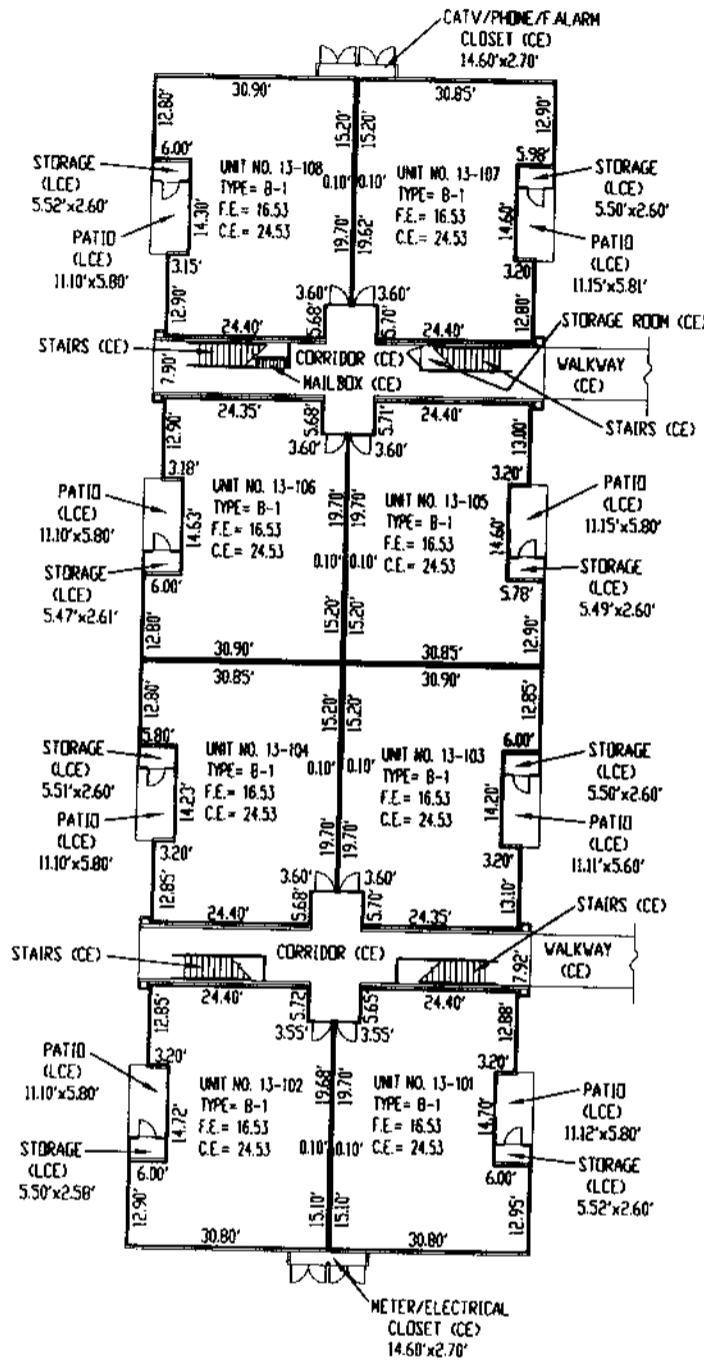 CATV/PHONE/F.ALARM
CLOSET (CE)
14.60'x2.70'
30.90'
30.85'
12.80'
15.20'
15.20'
12.90'
6.00'
5.98'
STORAGE
(LCE)
5.52'x2.60'
UNIT NO. 13-108
TYPE= B-1
F.E.= 16.53
C.E.= 24.53
0.10'
0.10'
UNIT NO. 13-107
TYPE= B-1
F.E.= 16.53
C.E.= 24.53
STORAGE
(LCE)
5.50'x2.60'
14.30'
14.60'
PATIO
(LCE)
11.10'x5.80'
19.70'
19.62'
PATIO
(LCE)
11.15'x5.81'
3.15'
3.20'
12.90'
3.60'
3.60'
12.80'
24.40'
5.68'
5.70'
24.40'
STORAGE ROOM (CE)
STAIRS (CE)
7.90'
CORRIDOR (CE)
MAILBOX (CE)
WALKWAY
(CE)
STAIRS (CE)
24.35'
5.68'
5.71'
24.40'
12.90'
3.60'
3.60'
13.00'
3.18'
3.20'
PATIO
(LCE)
11.10'x5.80'
UNIT NO. 13-106
TYPE= B-1
F.E.= 16.53
C.E.= 24.53
19.70'
19.70'
UNIT NO. 13-105
TYPE= B-1
F.E.= 16.53
C.E.= 24.53
PATIO
(LCE)
11.15'x5.80'
14.63'
14.60'
0.10'
0.10'
STORAGE
(LCE)
5.47'x2.61'
6.00'
5.78'
STORAGE
(LCE)
5.49'x2.60'
12.80'
15.20'
15.20'
12.90'
30.90'
30.85'
30.85'
30.90'
12.80'
15.20'
15.20'
12.85'
5.80'
6.00'
STORAGE
(LCE)
5.51'x2.60'
UNIT NO. 13-104
TYPE= B-1
F.E.= 16.53
C.E.= 24.53
0.10'
0.10'
UNIT NO. 13-103
TYPE= B-1
F.E.= 16.53
C.E.= 24.53
STORAGE
(LCE)
5.50'x2.60'
14.23'
14.20'
PATIO
(LCE)
11.10'x5.80'
19.70'
19.70'
PATIO
(LCE)
11.11'x5.60'
3.20'
3.20'
12.85'
3.60'
3.60'
13.10'
24.40'
5.68'
5.70'
24.35'
STAIRS (CE)
STAIRS (CE)
CORRIDOR (CE)
7.92'
WALKWAY
(CE)
24.40'
5.72'
5.65'
24.40'
12.85'
3.55'
3.55'
12.88'
3.20'
3.20'
PATIO
(LCE)
11.10'x5.80'
UNIT NO. 13-102
TYPE= B-1
F.E.= 16.53
C.E.= 24.53
19.68'
19.70'
UNIT NO. 13-101
TYPE= B-1
F.E.= 16.53
C.E.= 24.53
PATIO
(LCE)
11.12'x5.80'
14.72'
14.70'
0.10'
0.10'
STORAGE
(LCE)
5.50'x2.58'
6.00'
6.00'
STORAGE
(LCE)
5.52'x2.60'
12.90'
15.10'
15.10'
12.95'
30.80'
30.80'
METER/ELECTRICAL
CLOSET (CE)
14.60'x2.70'